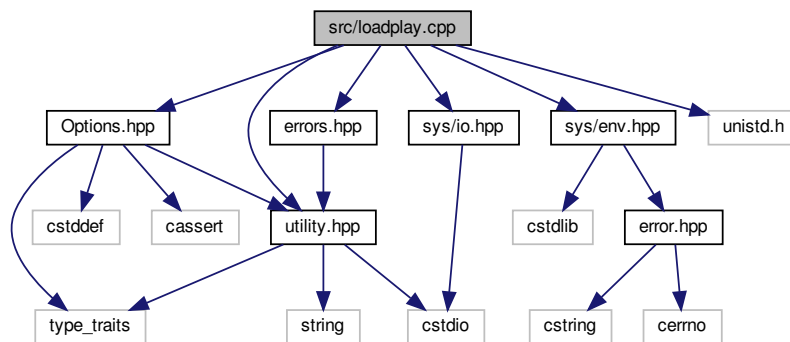 src/loadplay.cpp
Options.hpp
errors.hpp
sys/io.hpp
sys/env.hpp
unistd.h
cstddef
cassert
utility.hpp
cstdlib
error.hpp
type_traits
string
cstdio
cstring
cerrno